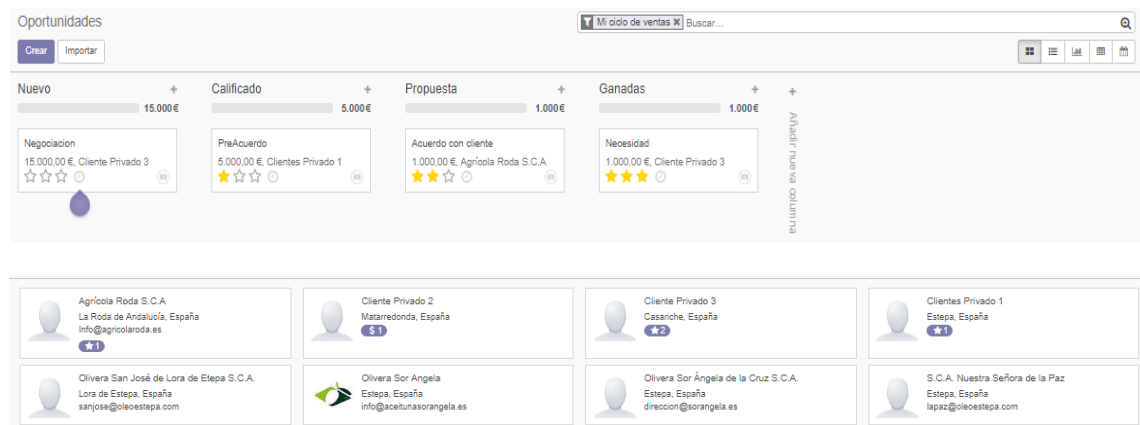 Oportunidades
Mi ciclo de ventas ✖ Buscar...
Crear Importar
Nuevo +
15.000 €
Calificado +
5.000 €
Propuesta +
1.000 €
Ganadas +
1.000 €
+
Añadir nueva columna
Negociacion
15.000,00 €, Cliente Privado 3
PreAcuerdo
5.000,00 €, Clientes Privado 1
Acuerdo con cliente
1.000,00 €, Agrícola Roda S.C.A
Necesidad
1.000,00 €, Cliente Privado 3
Agrícola Roda S.C.A
La Roda de Andalucía, España
Info@agricolaroda.es
★ 1
Cliente Privado 2
Matarredonda, España
$ 1
Cliente Privado 3
Casariche, España
★ 2
Clientes Privado 1
Estepa, España
★ 1
Olivera San José de Lora de Etepa S.C.A.
Lora de Estepa, España
sanjose@oleoestepa.com
Olivera Sor Angela
Estepa, España
info@aceitunasorangela.es
Olivera Sor Ángela de la Cruz S.C.A.
Estepa, España
direccion@sorangela.es
S.C.A. Nuestra Señora de la Paz
Estepa, España
lapaz@oleoestepa.com